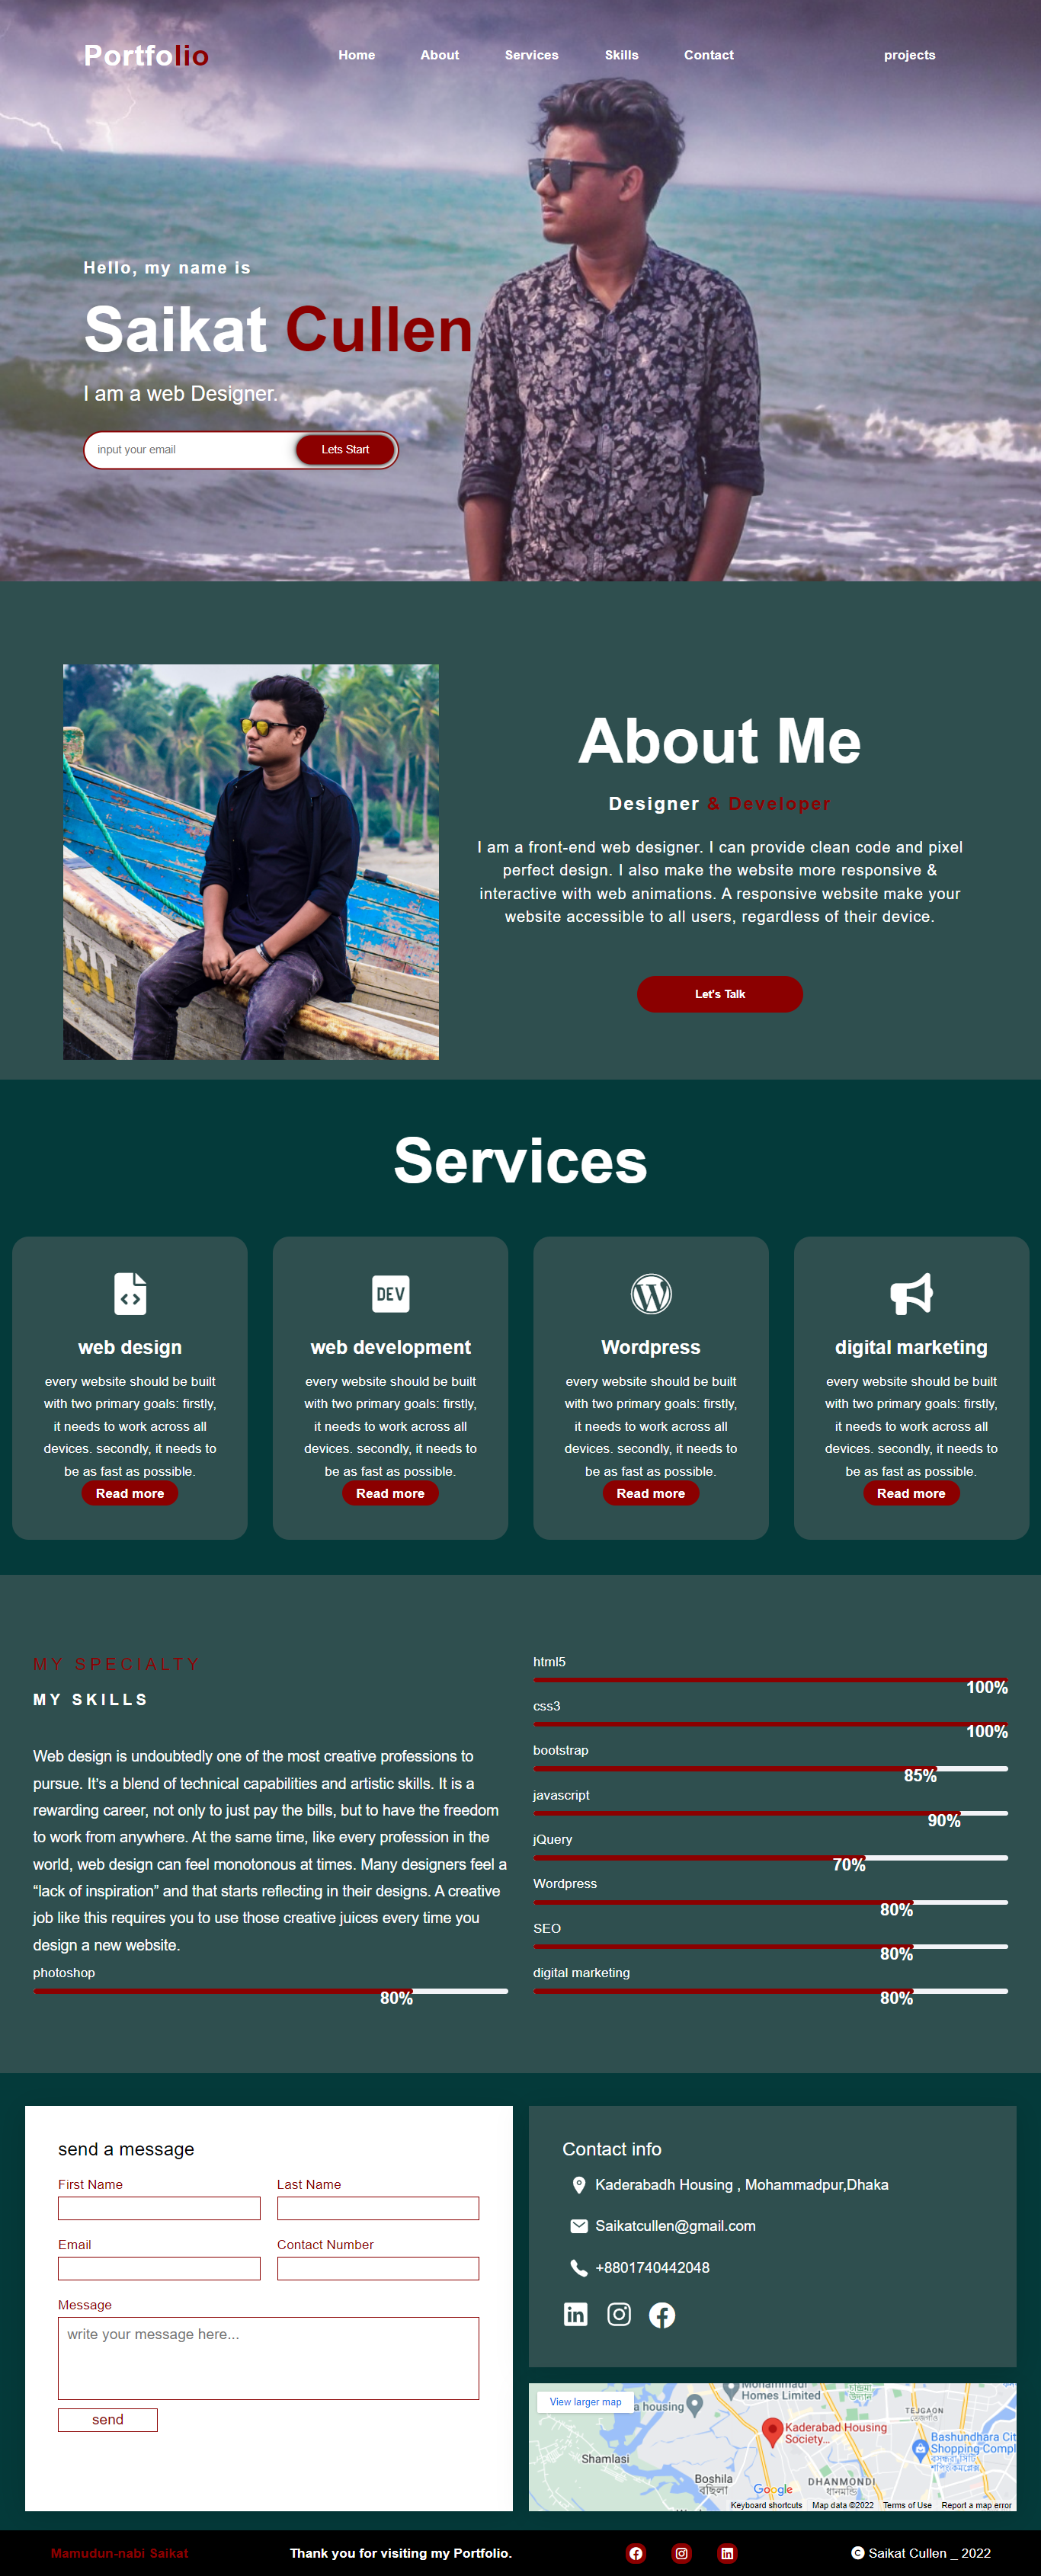 Portfolio
Home
About
Services
Skills
Contact
projects
Hello, my name is
Saikat Cullen
I am a web Designer.
input your email
Lets Start
About Me
Designer & Developer
I am a front-end web designer. I can provide clean code and pixel
perfect design. I also make the website more responsive &
interactive with web animations. A responsive website make your
website accessible to all users, regardless of their device.
Let's Talk
Services
DEV
web design
every website should be built
with two primary goals: firstly,
it needs to work across all
devices. secondly, it needs to
be as fast as possible.
Read more
web development
every website should be built
with two primary goals: firstly,
it needs to work across all
devices. secondly, it needs to
be as fast as possible.
Read more
Wordpress
every website should be built
with two primary goals: firstly,
it needs to work across all
devices. secondly, it needs to
be as fast as possible.
Read more
digital marketing
every website should be built
with two primary goals: firstly,
it needs to work across all
devices. secondly, it needs to
be as fast as possible.
Read more
MY SPECIALTY
MY SKILLS
Web design is undoubtedly one of the most creative professions to
pursue. It's a blend of technical capabilities and artistic skills. It is a
rewarding career, not only to just pay the bills, but to have the freedom
to work from anywhere. At the same time, like every profession in the
world, web design can feel monotonous at times. Many designers feel a
“lack of inspiration” and that starts reflecting in their designs. A creative
job like this requires you to use those creative juices every time you
design a new website.
photoshop
80%
html5
100%
css3
100%
bootstrap
85%
javascript
90%
jQuery
70%
Wordpress
80%
SEO
80%
digital marketing
80%
send a message
First Name
Last Name
Email
Contact Number
Message
write your message here...
send
Contact info
Kaderabadh Housing , Mohammadpur,Dhaka
Saikatcullen@gmail.com
+8801740442048
View larger map
a housing
Mohammadi
Homes Limited
TEJGAON
তেজগাঁও
Kaderabad Housing
Society...
Bashundhara Cit
Shopping Compl
Shamlasi
Boshila
বছিলা
DHANMONDI
ধানমন্ডি
Google
Keyboard shortcuts
Map data ©2022
Terms of Use
Report a map error
Mamudun-nabi Saikat
Thank you for visiting my Portfolio.
Saikat Cullen _ 2022